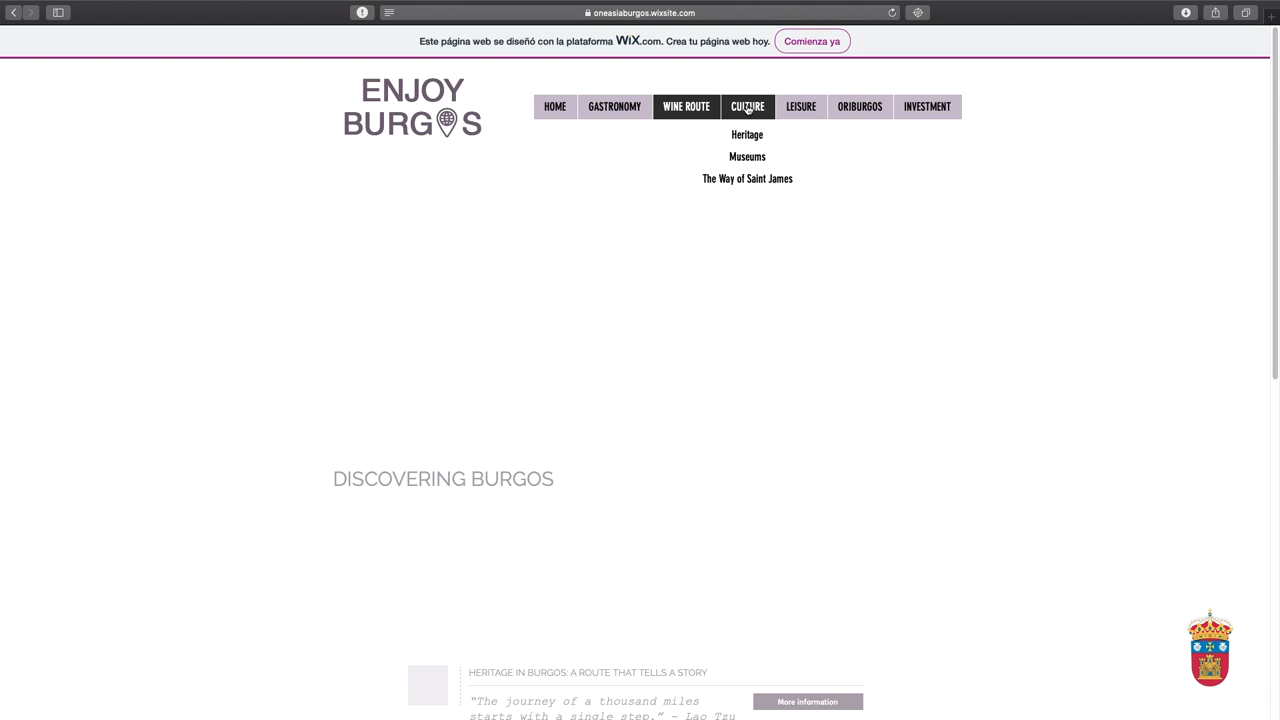 oneasiaburgos.wixsite.com
Este página web se diseñó con la plataforma WiX.com. Crea tu página web hoy.
Comienza ya
ENJOY
BURG S
HOME GASTRONOMY WINE ROUTE CULTURE LEISURE ORIBURGOS INVESTMENT
Heritage
Museums
The Way of Saint James
DISCOVERING BURGOS
HERITAGE IN BURGOS: A ROUTE THAT TELLS A STORY
"The journey of a thousand miles
starts with a single step." - Lao Tzu
More information